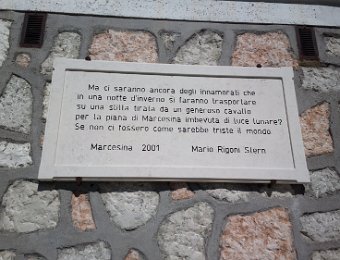 Ma ci saranno ancora degli innamorati che
in una notte d'inverno si faranno trasportare
su una slitta tirata da un generoso cavallo
per la piana di Marcesina imbevuta di luce lunare?
Se non ci fossero come sarebbe triste il mondo
Marcesina 2001 Mario Rigoni Stern